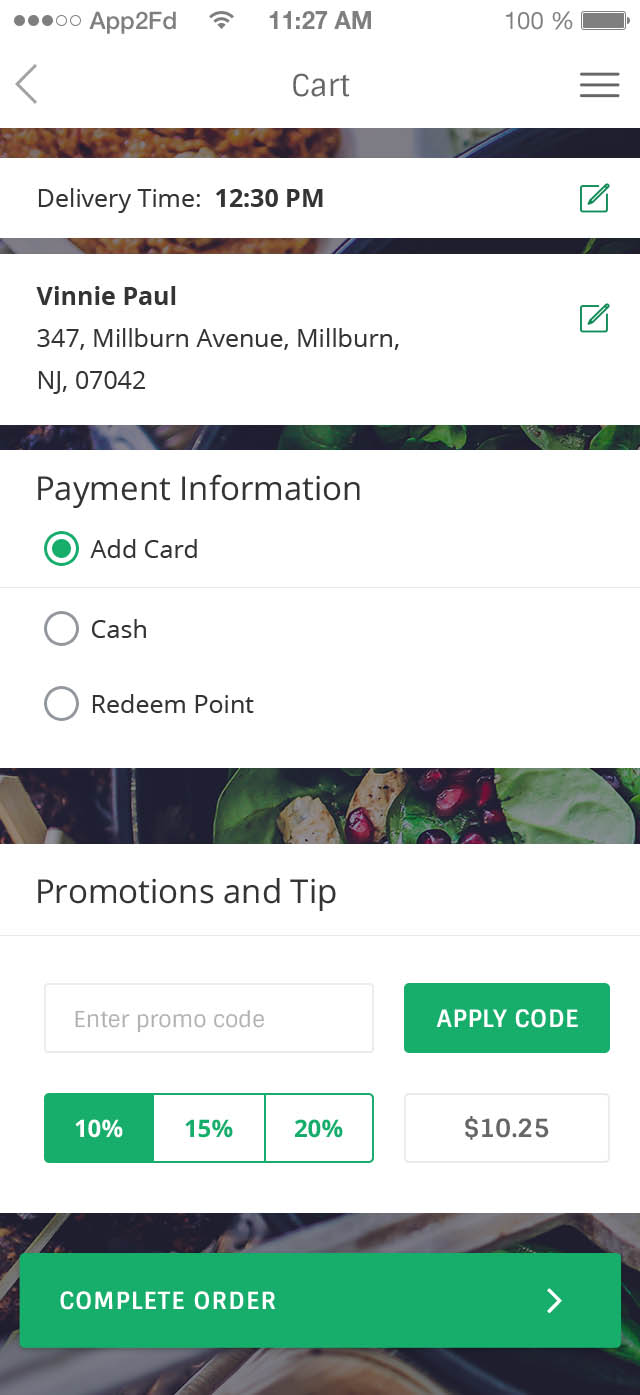 App2Fd 11:27 AM 100 %
Cart
Delivery Time: 12:30 PM
Vinnie Paul
347, Millburn Avenue, Millburn,
NJ, 07042
Payment Information
Add Card
Cash
Redeem Point
Promotions and Tip
Enter promo code APPLY CODE
10% 15% 20% $10.25
COMPLETE ORDER